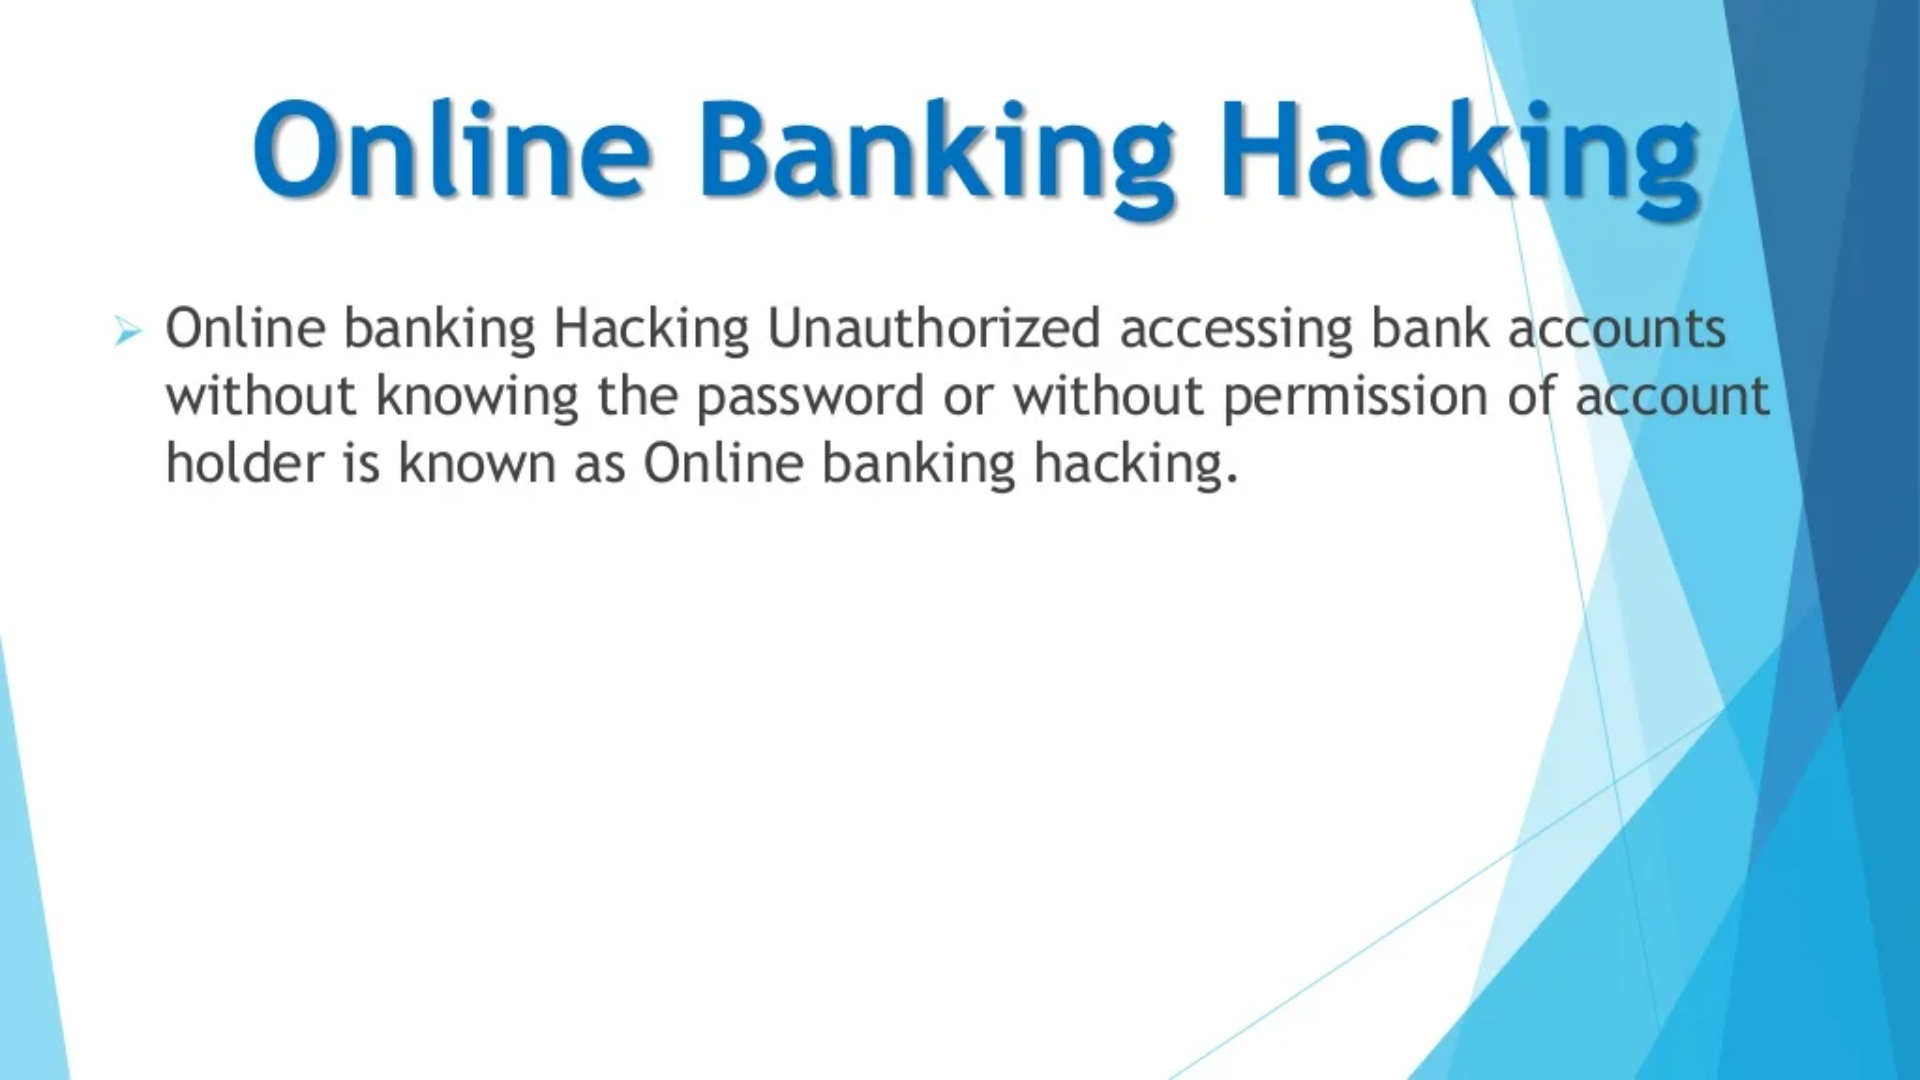 Online Banking Hacking
Online banking Hacking Unauthorized accessing bank accounts
without knowing the password or without permission of account
holder is known as Online banking hacking.